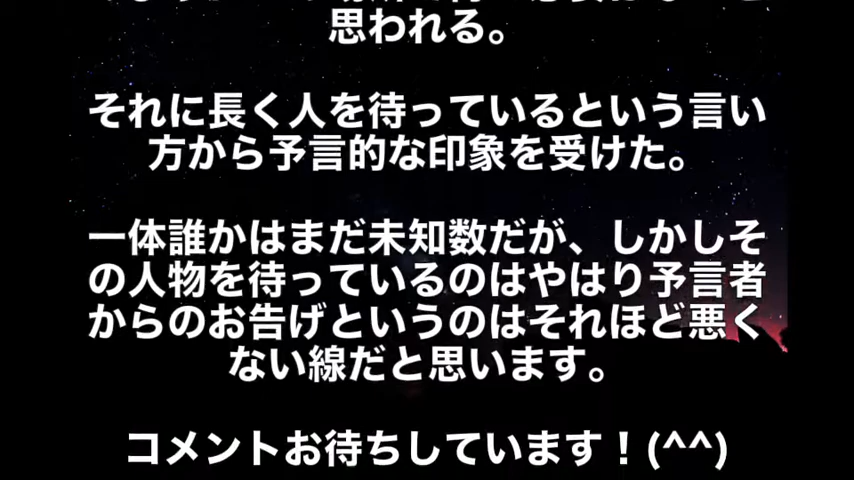 思われる。
それに長く人を待っているという言い
方から予言的な印象を受けた。
一体誰かはまだ未知数だが、しかしそ
の人物を待っているのはやはり予言者
からのお告げというのはそれほど悪く
ない線だと思います。
コメントお待ちしています！(^^)